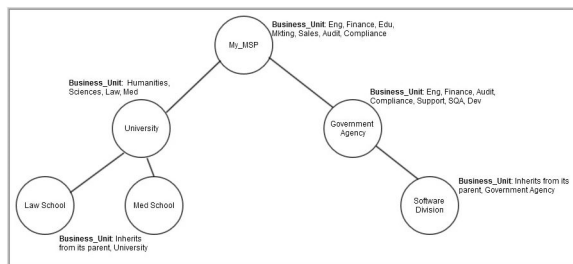 Business_Unit: Eng, Finance, Edu,
Mkting, Sales, Audit, Compliance
My_MSP
Business_Unit: Humanities,
Sciences, Law, Med
Business_Unit: Eng, Finance, Audit,
Compliance, Support, SQA, Dev
University
Government
Agency
Business_Unit: Inherits from its
parent, Government Agency
Law School
Med School
Software
Division
Business_Unit: Inherits
from its parent, University